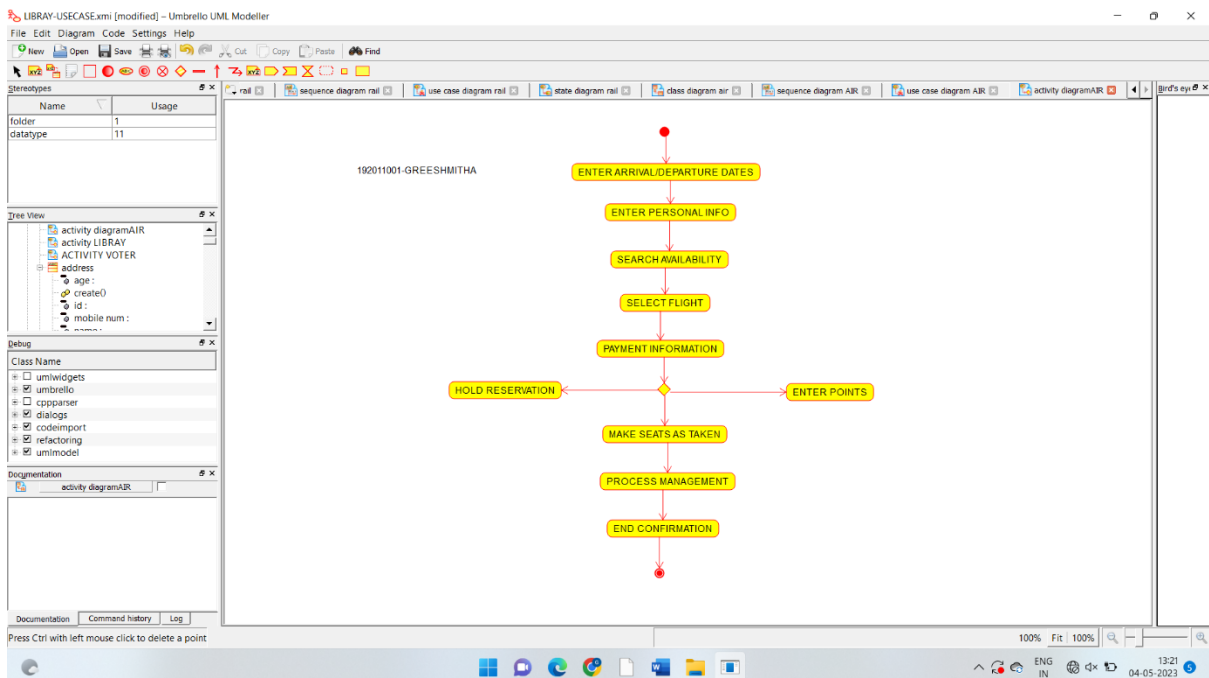 LIBRAY-USECASE.xmi [modified] – Umbrello UML Modeller
File Edit Diagram Code Settings Help
New Open Save Cut Copy Paste Find
Stereotypes
Name Usage
folder 1
datatype 11
Tree View
activity diagramAIR
activity LIBRAY
ACTIVITY VOTER
address
age :
create()
id :
mobile num :
name :
Debug
Class Name
umlwidgets
umbrello
cppparser
dialogs
codeimport
refactoring
umlmodel
Documentation
activity diagramAIR
Documentation Command history Log
Press Ctrl with left mouse click to delete a point
rail sequence diagram rail use case diagram rail state diagram rail class diagram air sequence diagram AIR use case diagram AIR activity diagramAIR
Bird's eye
192011001-GREESHMITHA
ENTER ARRIVAL/DEPARTURE DATES
ENTER PERSONAL INFO
SEARCH AVAILABILITY
SELECT FLIGHT
PAYMENT INFORMATION
HOLD RESERVATION
ENTER POINTS
MAKE SEATS AS TAKEN
PROCESS MANAGEMENT
END CONFIRMATION
100% Fit 100%
ENG
IN
13:21
04-05-2023
5